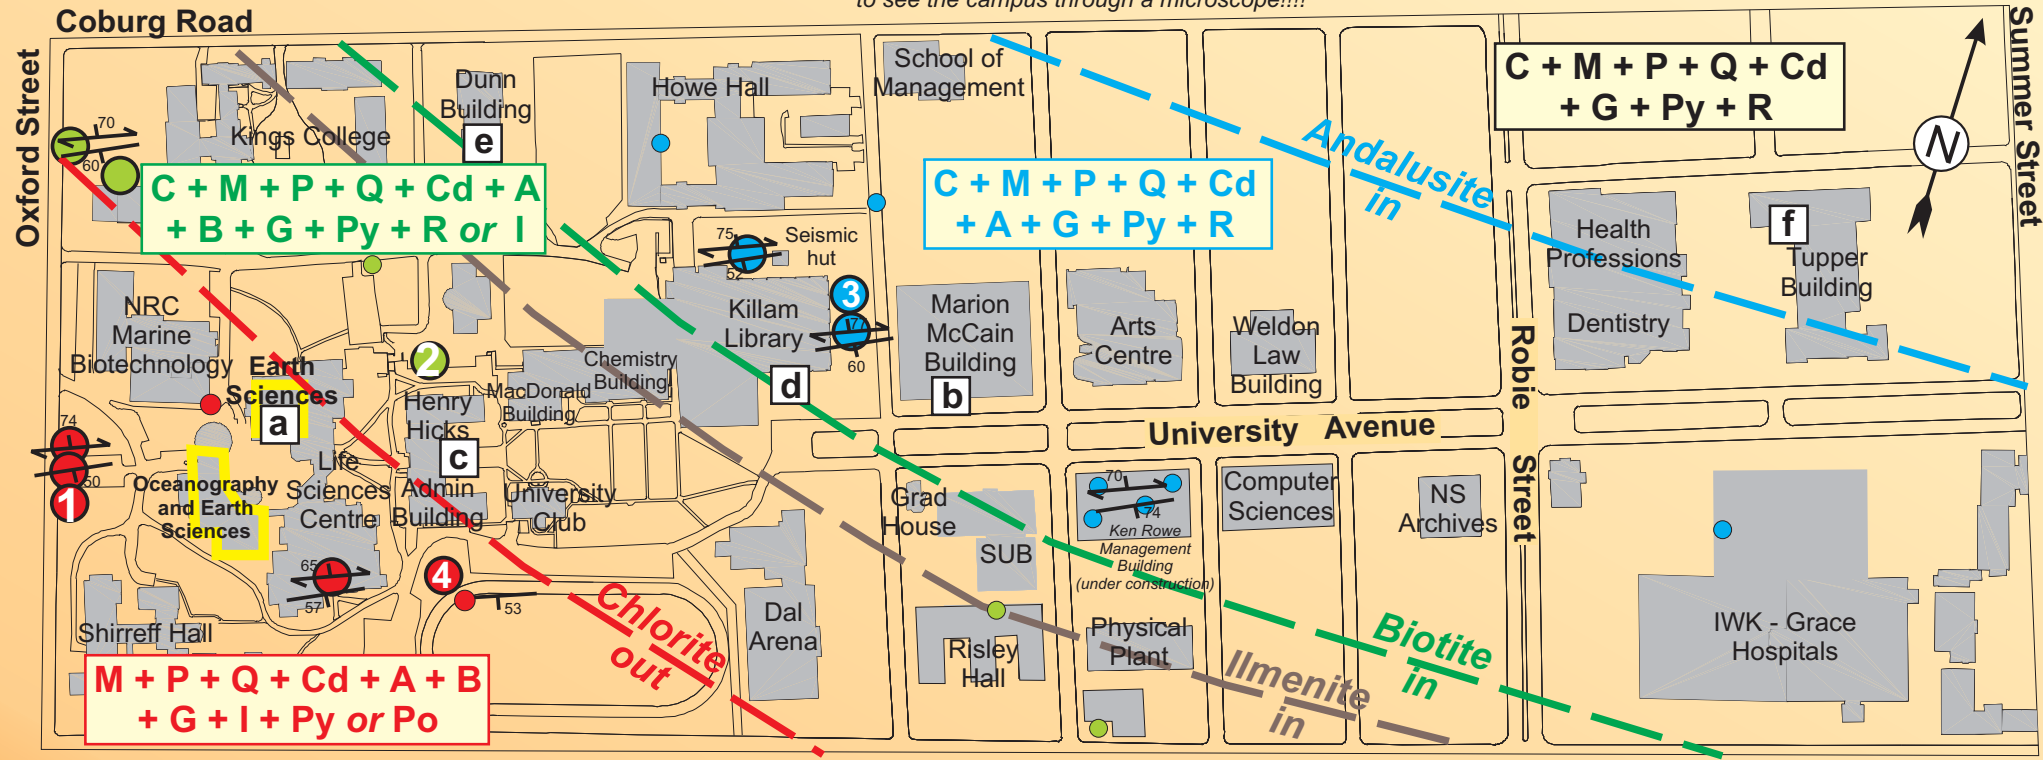 to see the campus through a microscope!!!!
Coburg Road
Oxford Street
Summer Street
School of
Management
Dunn
Building
e
Howe Hall
Kings College
C + M + P + Q + Cd
+ G + Py + R
N
Andalusite
in
70
60
C + M + P + Q + Cd + A
+ B + G + Py + R or I
C + M + P + Q + Cd
+ A + G + Py + R
75
52
Seismic
hut
Health
Professions
Dentistry
f
Tupper
Building
NRC
Marine
Biotechnology
Earth
Sciences
a
2
Killam
Library
3
77
60
Marion
McCain
Building
b
Arts
Centre
Weldon
Law
Building
Robie
Street
Chemistry
Building
MacDonald
Building
Henry
Hicks
c
Admin
Building
d
University Avenue
74
50
1
Oceanography
and Earth
Sciences
Life
Sciences
Centre
University
Club
Grad
House
SUB
70
74
Ken Rowe
Management
Building
(under construction)
Computer
Sciences
NS
Archives
65
57
4
53
Chlorite
out
Shirreff Hall
Dal
Arena
Risley
Hall
Physical
Plant
Ilmenite
in
Biotite
in
IWK - Grace
Hospitals
M + P + Q + Cd + A + B
+ G + I + Py or Po